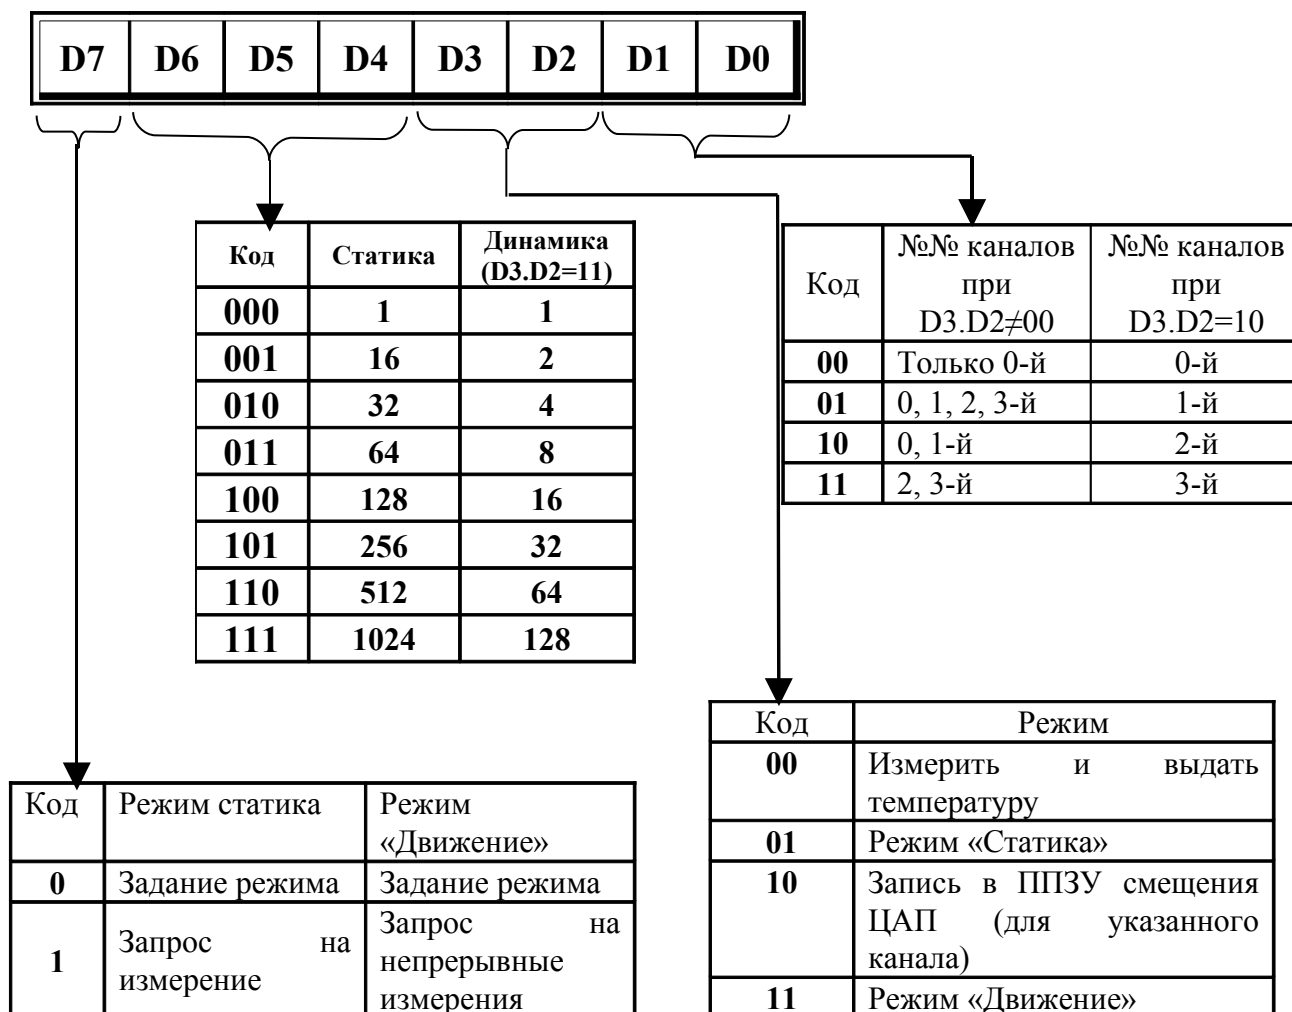 D7 D6 D5 D4 D3 D2 D1 D0
Код Статика Динамика (D3.D2=11)
000 1 1
001 16 2
010 32 4
011 64 8
100 128 16
101 256 32
110 512 64
111 1024 128
Код №№ каналов при D3.D2≠00 №№ каналов при D3.D2=10
00 Только 0-й 0-й
01 0, 1, 2, 3-й 1-й
10 0, 1-й 2-й
11 2, 3-й 3-й
Код Режим статика Режим «Движение»
0 Задание режима Задание режима
1 Запрос на измерение Запрос на непрерывные измерения
Код Режим
00 Измерить и выдать температуру
01 Режим «Статика»
10 Запись в ППЗУ смещения ЦАП (для указанного канала)
11 Режим «Движение»